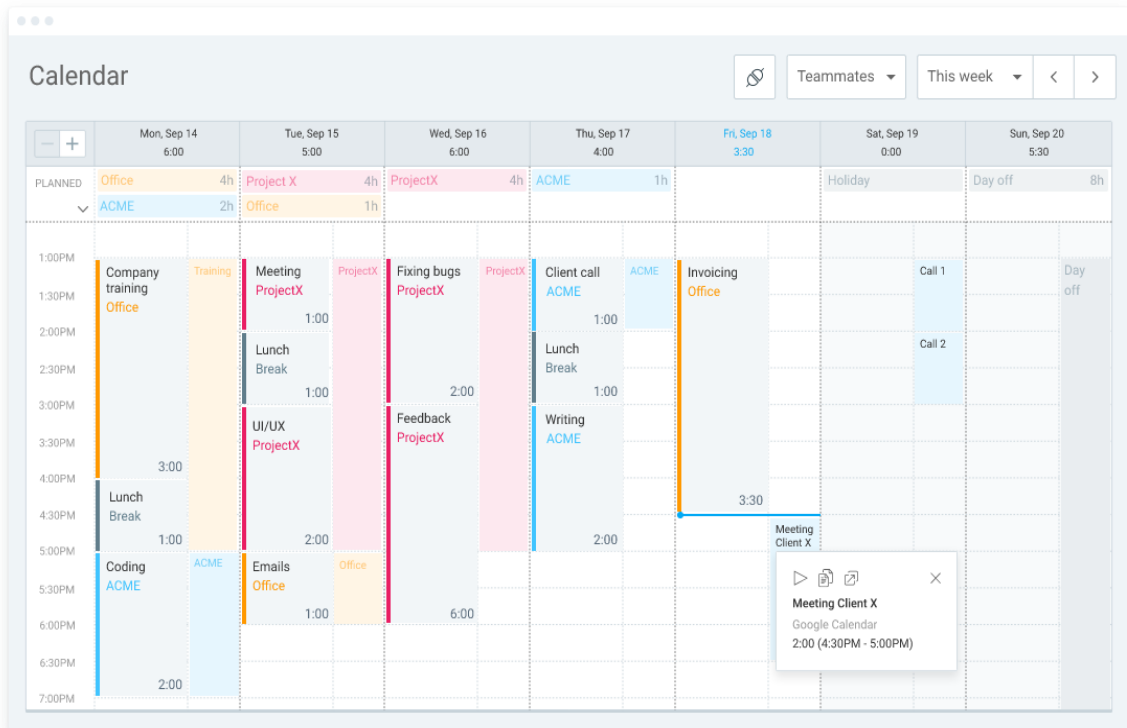 Calendar
Teammates
This week
Mon, Sep 14
6:00
Tue, Sep 15
5:00
Wed, Sep 16
6:00
Thu, Sep 17
4:00
Fri, Sep 18
3:30
Sat, Sep 19
0:00
Sun, Sep 20
5:30
PLANNED
Office 4h
ACME 2h
Project X 4h
Office 1h
ProjectX 4h
ACME 1h
Holiday
Day off 8h
1:00PM
1:30PM
2:00PM
2:30PM
3:00PM
3:30PM
4:00PM
4:30PM
5:00PM
5:30PM
6:00PM
6:30PM
7:00PM
Company
training
Office
3:00
Training
Lunch
Break
1:00
Coding
ACME
2:00
ACME
Meeting
ProjectX
1:00
ProjectX
Lunch
Break
1:00
UI/UX
ProjectX
2:00
Emails
Office
1:00
Office
Fixing bugs
ProjectX
2:00
ProjectX
Feedback
ProjectX
6:00
Client call
ACME
1:00
ACME
Lunch
Break
1:00
Writing
ACME
2:00
Invoicing
Office
3:30
Meeting
Client X
Call 1
Call 2
Day
off
Meeting Client X
Google Calendar
2:00 (4:30PM - 5:00PM)